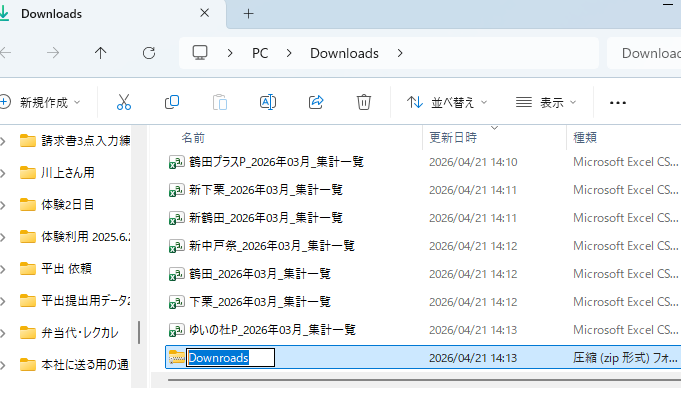 Downloads
PC
Downloads
Downloa
新規作成
並べ替え
表示
名前
更新日時
種類
請求書3点入力練
川上さん用
体験2日目
体験利用 2025.6.2
平出 依頼
平出提出用データ2
弁当代・レクカレ
本社に送る用の通
鶴田プラスP_2026年03月_集計一覧 2026/04/21 14:10 Microsoft Excel CS...
新下栗_2026年03月_集計一覧 2026/04/21 14:11 Microsoft Excel CS...
新鶴田_2026年03月_集計一覧 2026/04/21 14:11 Microsoft Excel CS...
新中戸祭_2026年03月_集計一覧 2026/04/21 14:12 Microsoft Excel CS...
鶴田_2026年03月_集計一覧 2026/04/21 14:12 Microsoft Excel CS...
下栗_2026年03月_集計一覧 2026/04/21 14:12 Microsoft Excel CS...
ゆいの杜P_2026年03月_集計一覧 2026/04/21 14:13 Microsoft Excel CS...
Downroads 2026/04/21 14:13 圧縮 (zip 形式) フォ...